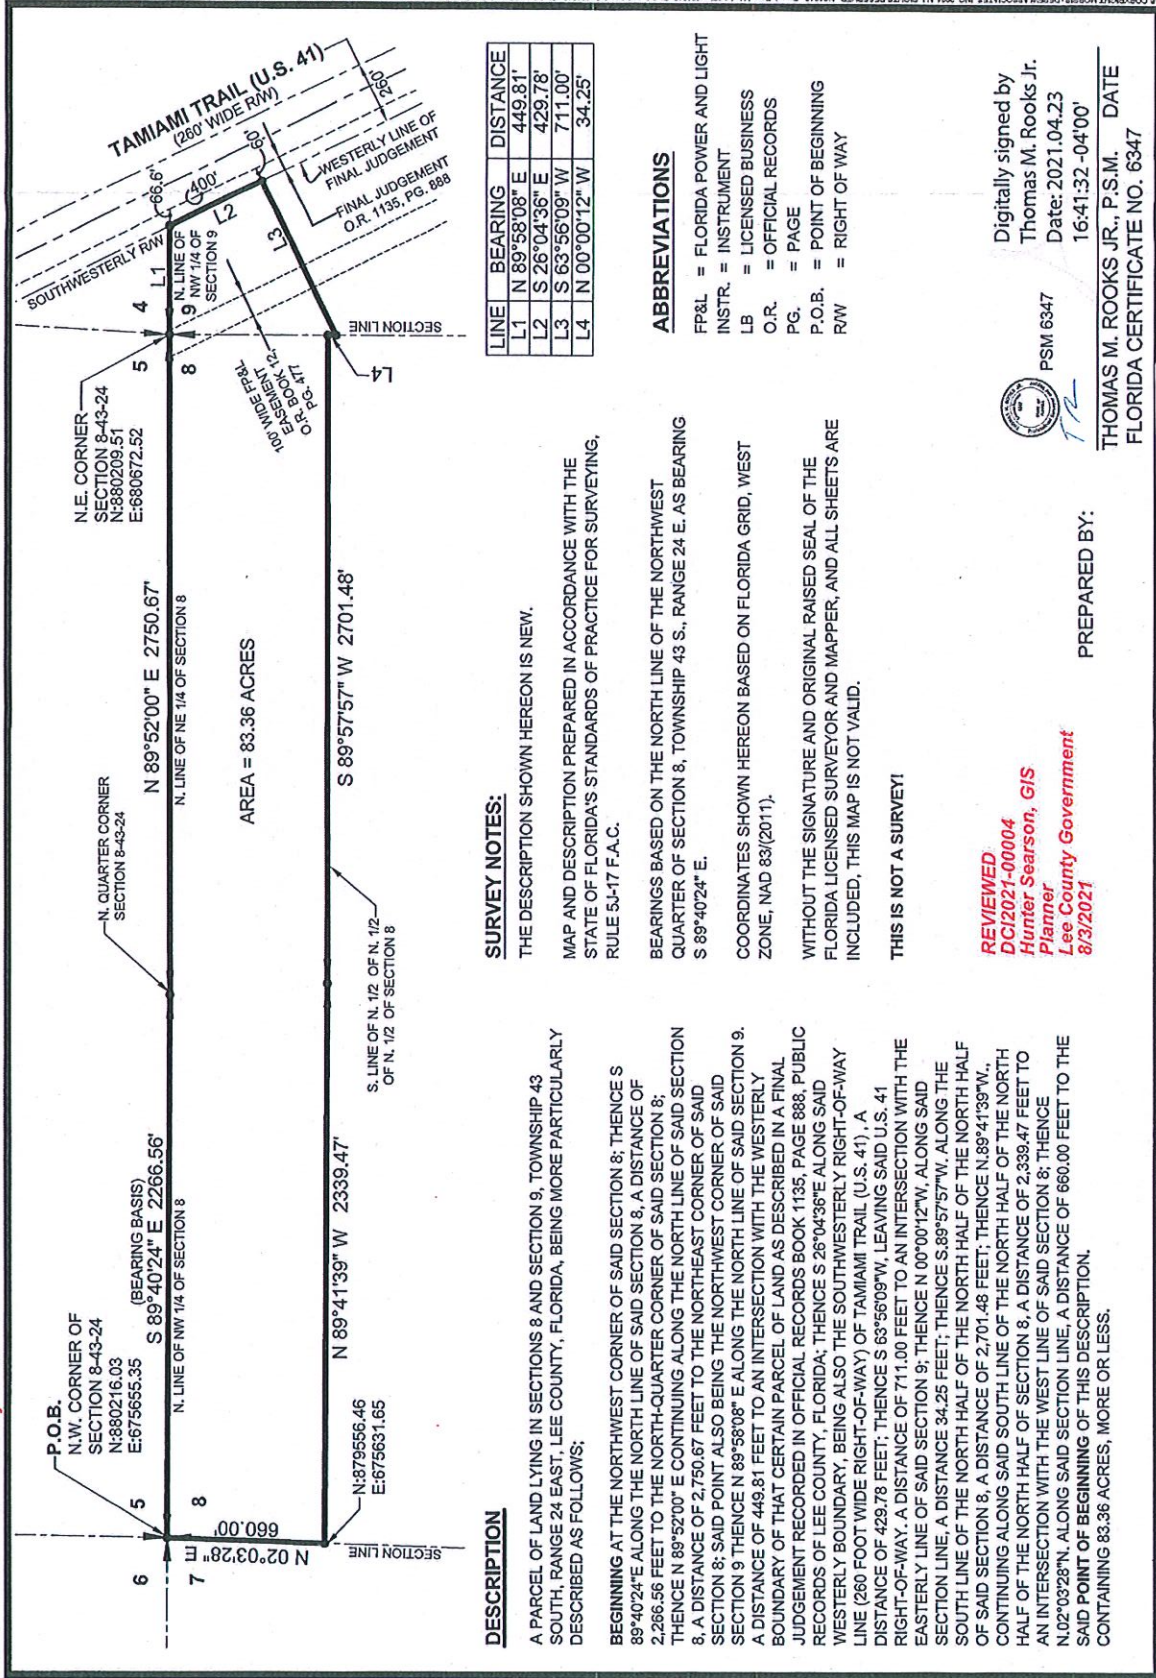 P.O.B.
N.W. CORNER OF
SECTION 8-43-24
N:880216.03
E:675655.35
(BEARING BASIS)
S 89°40'24" E 2266.56'
N. LINE OF NW 1/4 OF SECTION 8
6
5
7
8
N 02°03'28" E
660.00'
N:879556.46
E:675631.65
SECTION LINE
N 89°41'39" W 2339.47'
N. QUARTER CORNER
SECTION 8-43-24
N 89°52'00" E 2750.67'
N. LINE OF NE 1/4 OF SECTION 8
AREA = 83.36 ACRES
S 89°57'57" W 2701.48'
S. LINE OF N. 1/2 OF N. 1/2
OF N. 1/2 OF SECTION 8
N.E. CORNER
SECTION 8-43-24
N:880209.51
E:680672.52
5
4
8
9
L1
N. LINE OF
NW 1/4 OF
SECTION 9
SOUTHWESTERLY R/W
TAMIAMI TRAIL (U.S. 41)
(260' WIDE R/W)
66.6'
400'
60'
260'
L2
L3
L4
WESTERLY LINE OF
FINAL JUDGEMENT
FINAL JUDGEMENT
O.R. 1135, PG. 888
100' WIDE FP&L
EASEMENT
O.R. BOOK 12,
PG. 477
SECTION LINE
LINE BEARING DISTANCE
L1 N 89°58'08" E 449.81'
L2 S 26°04'36" E 429.78'
L3 S 63°56'09" W 711.00'
L4 N 00°00'12" W 34.25'
DESCRIPTION
A PARCEL OF LAND LYING IN SECTIONS 8 AND SECTION 9, TOWNSHIP 43
SOUTH, RANGE 24 EAST, LEE COUNTY, FLORIDA, BEING MORE PARTICULARLY
DESCRIBED AS FOLLOWS:
BEGINNING AT THE NORTHWEST CORNER OF SAID SECTION 8; THENCE S
89°40'24"E ALONG THE NORTH LINE OF SAID SECTION 8, A DISTANCE OF
2,266.56 FEET TO THE NORTH-QUARTER CORNER OF SAID SECTION 8;
THENCE N 89°52'00" E CONTINUING ALONG THE NORTH LINE OF SAID SECTION
8, A DISTANCE OF 2,750.67 FEET TO THE NORTHEAST CORNER OF SAID
SECTION 8; SAID POINT ALSO BEING THE NORTHWEST CORNER OF SAID
SECTION 9 THENCE N 89°58'08" E ALONG THE NORTH LINE OF SAID SECTION 9.
A DISTANCE OF 449.81 FEET TO AN INTERSECTION WITH THE WESTERLY
BOUNDARY OF THAT CERTAIN PARCEL OF LAND AS DESCRIBED IN A FINAL
JUDGEMENT RECORDED IN OFFICIAL RECORDS BOOK 1135, PAGE 888, PUBLIC
RECORDS OF LEE COUNTY, FLORIDA; THENCE S 26°04'36"E ALONG SAID
WESTERLY BOUNDARY, BEING ALSO THE SOUTHWESTERLY RIGHT-OF-WAY
LINE (260 FOOT WIDE RIGHT-OF-WAY) OF TAMIAMI TRAIL (U.S. 41) , A
DISTANCE OF 429.78 FEET; THENCE S 63°56'09"W, LEAVING SAID U.S. 41
RIGHT-OF-WAY. A DISTANCE OF 711.00 FEET TO AN INTERSECTION WITH THE
EASTERLY LINE OF SAID SECTION 9; THENCE N 00°00'12"W, ALONG SAID
SECTION LINE, A DISTANCE 34.25 FEET; THENCE S.89°57'57"W. ALONG THE
SOUTH LINE OF THE NORTH HALF OF THE NORTH HALF OF THE NORTH HALF
OF SAID SECTION 8, A DISTANCE OF 2,701.48 FEET; THENCE N.89°41'39"W.,
CONTINUING ALONG SAID SOUTH LINE OF THE NORTH HALF OF THE NORTH
HALF OF THE NORTH HALF OF SECTION 8, A DISTANCE OF 2,339.47 FEET TO
AN INTERSECTION WITH THE WEST LINE OF SAID SECTION 8; THENCE
N.02°03'28"N. ALONG SAID SECTION LINE, A DISTANCE OF 660.00 FEET TO THE
SAID POINT OF BEGINNING OF THIS DESCRIPTION.
CONTAINING 83.36 ACRES, MORE OR LESS.
SURVEY NOTES:
THE DESCRIPTION SHOWN HEREON IS NEW.
MAP AND DESCRIPTION PREPARED IN ACCORDANCE WITH THE
STATE OF FLORIDA'S STANDARDS OF PRACTICE FOR SURVEYING,
RULE 5J-17 F.A.C.
BEARINGS BASED ON THE NORTH LINE OF THE NORTHWEST
QUARTER OF SECTION 8, TOWNSHIP 43 S., RANGE 24 E. AS BEARING
S 89°40'24" E.
COORDINATES SHOWN HEREON BASED ON FLORIDA GRID, WEST
ZONE, NAD 83/(2011).
WITHOUT THE SIGNATURE AND ORIGINAL RAISED SEAL OF THE
FLORIDA LICENSED SURVEYOR AND MAPPER, AND ALL SHEETS ARE
INCLUDED, THIS MAP IS NOT VALID.
THIS IS NOT A SURVEY!
REVIEWED
DCI2021-00004
Hunter Searson, GIS
Planner
Lee County Government
8/3/2021
ABBREVIATIONS
FP&L = FLORIDA POWER AND LIGHT
INSTR. = INSTRUMENT
LB = LICENSED BUSINESS
O.R. = OFFICIAL RECORDS
PG. = PAGE
P.O.B. = POINT OF BEGINNING
R/W = RIGHT OF WAY
PSM 6347
Digitally signed by
Thomas M. Rooks Jr.
Date: 2021.04.23
16:41:32 -04'00'
PREPARED BY:
THOMAS M. ROOKS JR., P.S.M. DATE
FLORIDA CERTIFICATE NO. 6347